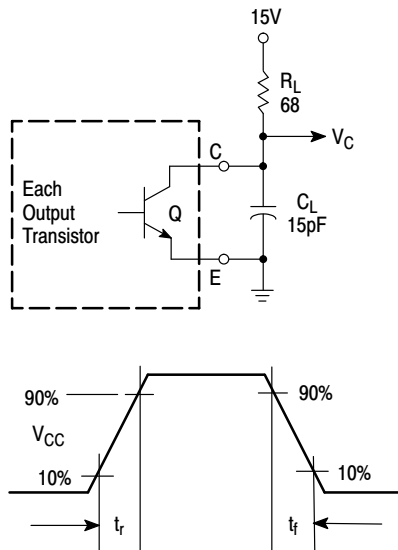 15V
R_L
68
C
V_C
Each
Output
Transistor
Q
C_L
15pF
E
90%
90%
V_CC
10%
10%
t_r
t_f